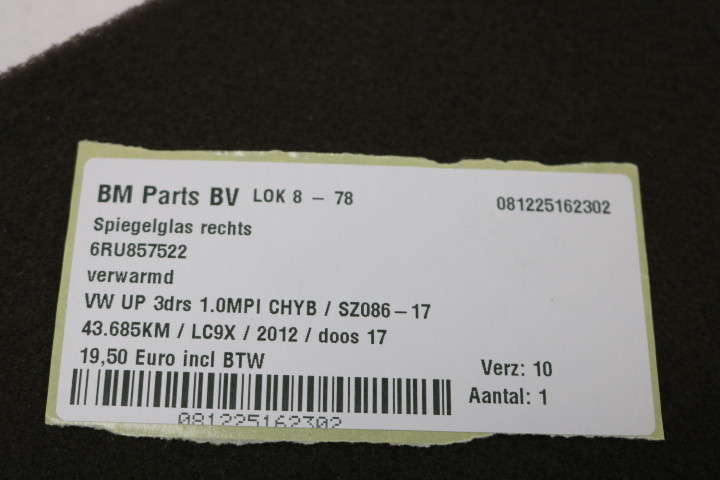 BM Parts BV LOK 8 – 78 081225162302
Spiegelglas rechts
6RU857522
verwarmd
VW UP 3drs 1.0MPI CHYB / SZ086-17
43.685KM / LC9X / 2012 / doos 17
19,50 Euro incl BTW
Verz: 10
Aantal: 1
081225162302